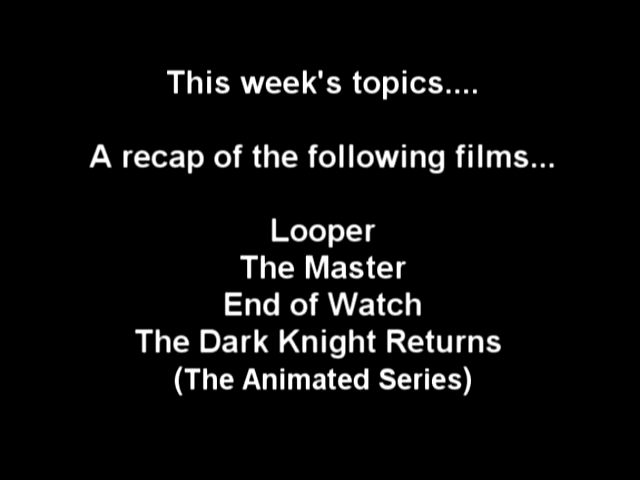 This week's topics....
A recap of the following films...
Looper
The Master
End of Watch
The Dark Knight Returns
(The Animated Series)